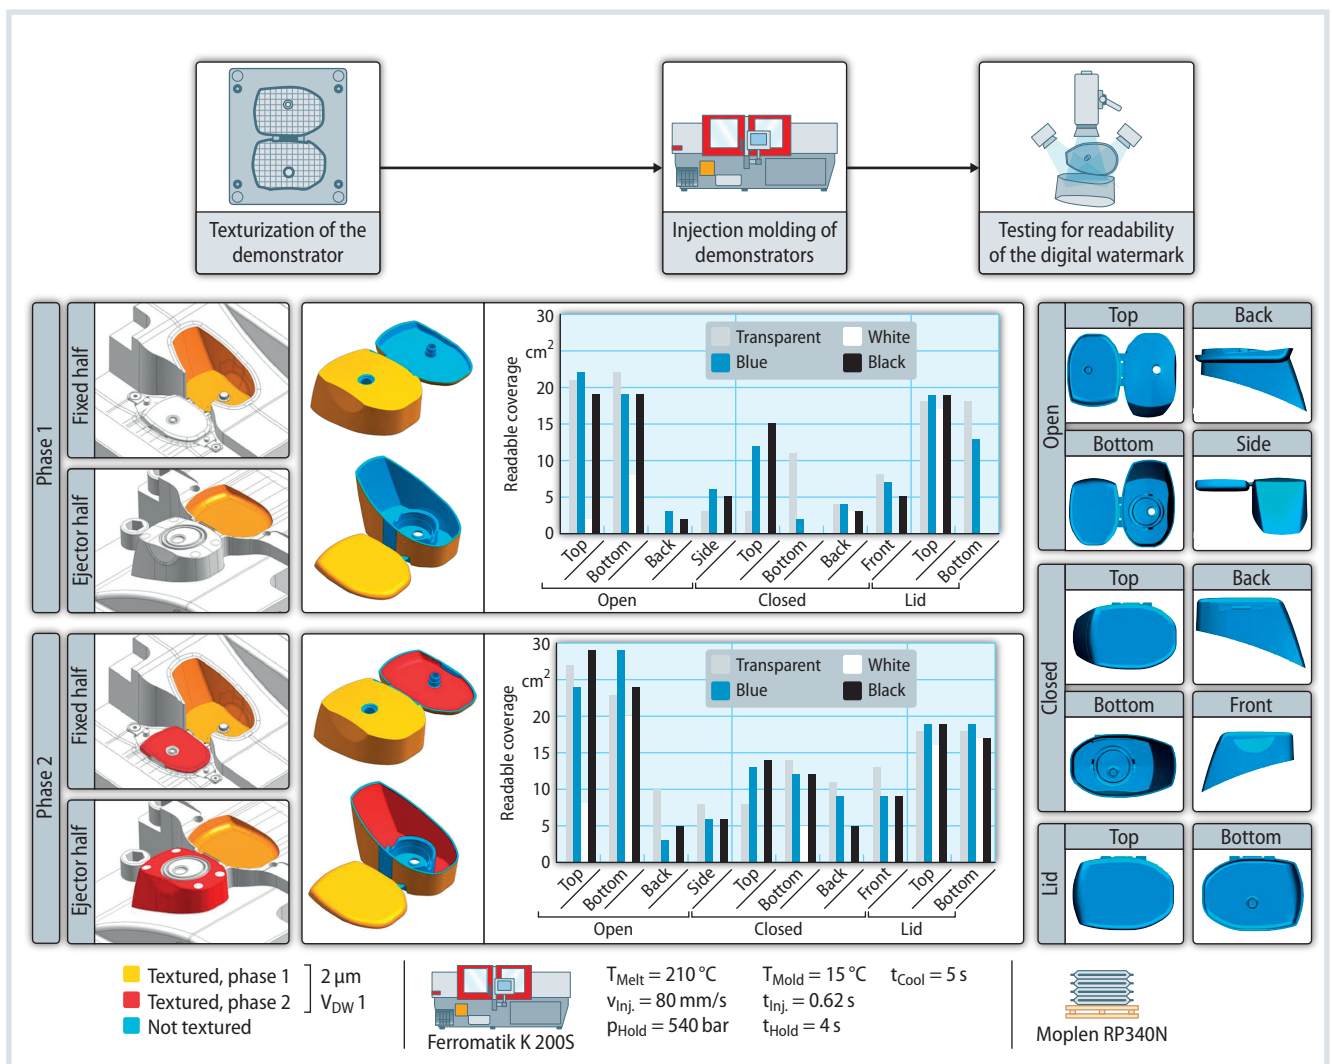 Texturization of the
demonstrator
Injection molding of
demonstrators
Testing for readability
of the digital watermark
Phase 1
Fixed half
Ejector half
Readable coverage
30
cm²
20
15
10
5
0
Transparent
White
Blue
Black
Top
Bottom
Back
Side
Top
Bottom
Back
Front
Top
Bottom
Open
Closed
Lid
Phase 2
Fixed half
Ejector half
Readable coverage
30
cm²
20
15
10
5
0
Transparent
White
Blue
Black
Top
Bottom
Back
Side
Top
Bottom
Back
Front
Top
Bottom
Open
Closed
Lid
Open
Top
Back
Bottom
Side
Closed
Top
Back
Bottom
Front
Lid
Top
Bottom
Textured, phase 1
Textured, phase 2
Not textured
2 µm
V_DW 1
Ferromatik K 200S
T_Melt = 210 °C
T_Mold = 15 °C
t_Cool = 5 s
v_Inj. = 80 mm/s
t_Inj. = 0.62 s
p_Hold = 540 bar
t_Hold = 4 s
Moplen RP340N